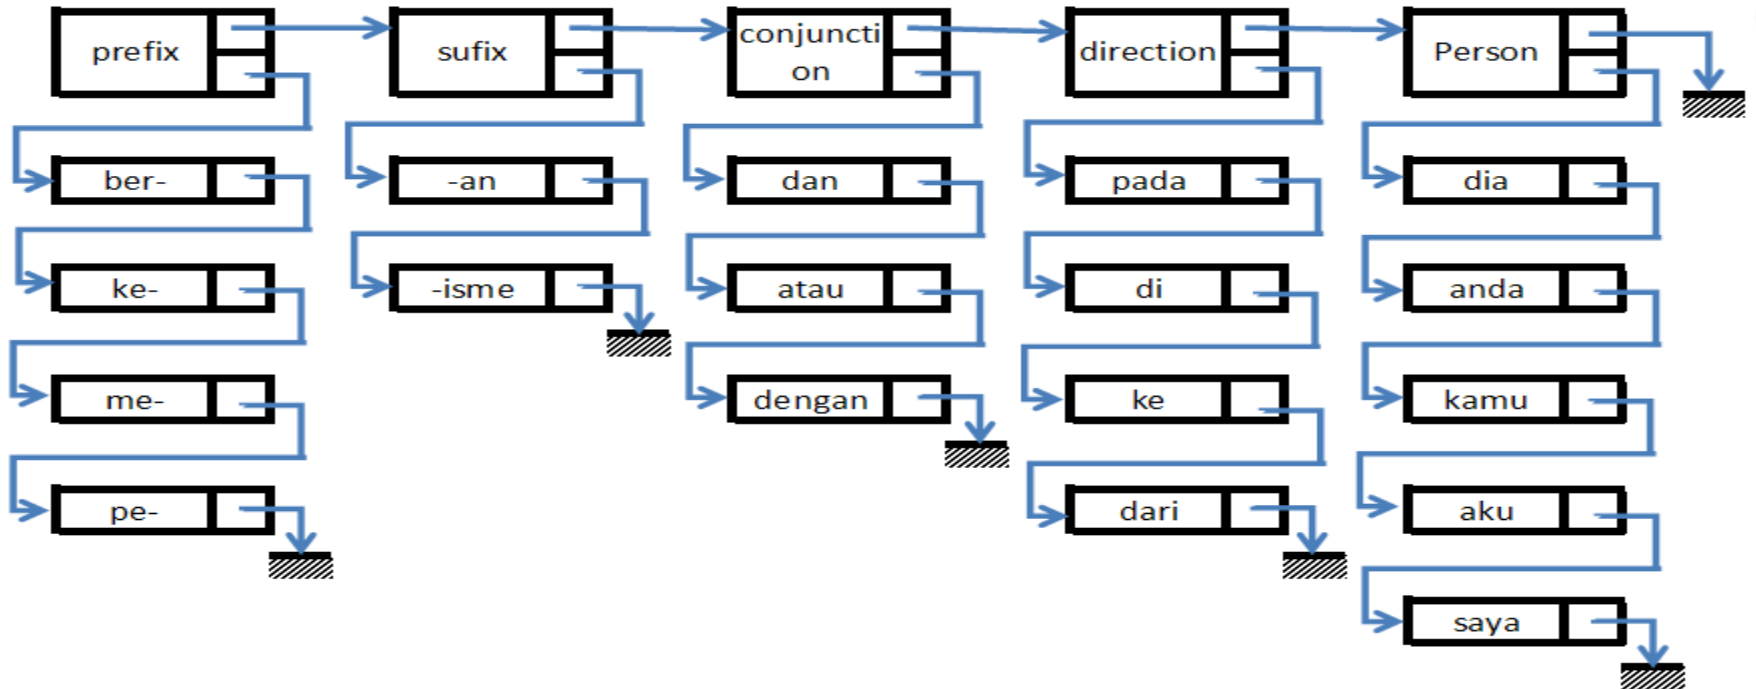 prefix
sufix
conjuncti
on
direction
Person
ber-
-an
dan
pada
dia
ke-
-isme
atau
di
anda
me-
dengan
ke
kamu
pe-
dari
aku
saya